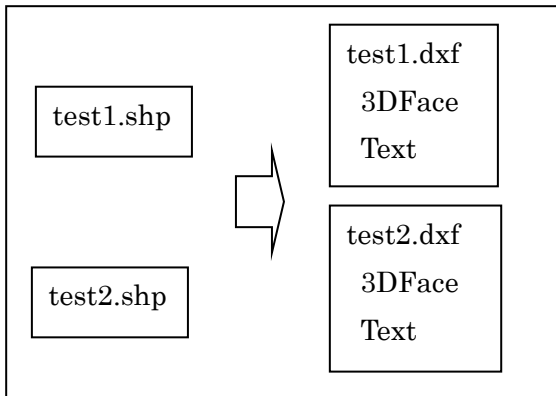 test1.shp
test2.shp
test1.dxf
3DFace
Text
test2.dxf
3DFace
Text